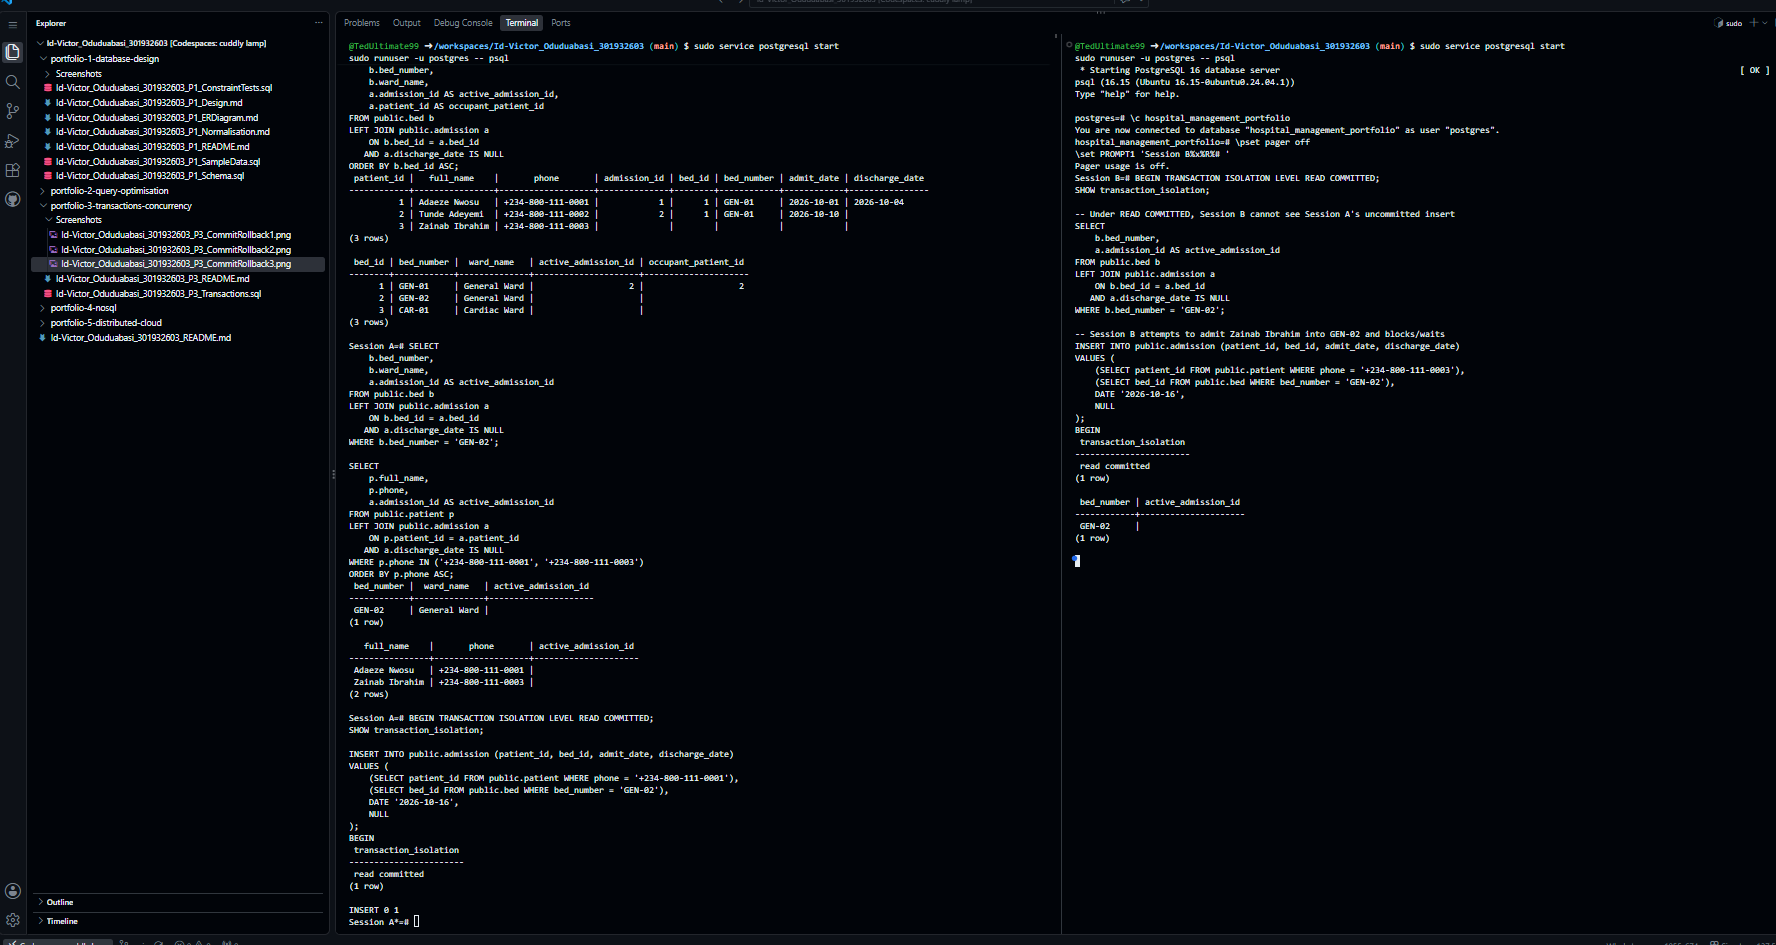 Explorer
Id-Victor_Oduduabasi_301932603 [Codespaces: cuddly lamp]
portfolio-1-database-design
Screenshots
Id-Victor_Oduduabasi_301932603_P1_ConstraintTests.sql
Id-Victor_Oduduabasi_301932603_P1_Design.md
Id-Victor_Oduduabasi_301932603_P1_ERDiagram.md
Id-Victor_Oduduabasi_301932603_P1_Normalisation.md
Id-Victor_Oduduabasi_301932603_P1_README.md
Id-Victor_Oduduabasi_301932603_P1_SampleData.sql
Id-Victor_Oduduabasi_301932603_P1_Schema.sql
portfolio-2-query-optimisation
portfolio-3-transactions-concurrency
Screenshots
Id-Victor_Oduduabasi_301932603_P3_CommitRollback1.png
Id-Victor_Oduduabasi_301932603_P3_CommitRollback2.png
Id-Victor_Oduduabasi_301932603_P3_CommitRollback3.png
Id-Victor_Oduduabasi_301932603_P3_README.md
Id-Victor_Oduduabasi_301932603_P3_Transactions.sql
portfolio-4-nosql
portfolio-5-distributed-cloud
Id-Victor_Oduduabasi_301932603_README.md
Outline
Timeline
Problems Output Debug Console Terminal Ports
sudo
@TedUltimate99 ➜/workspaces/Id-Victor_Oduduabasi_301932603 (main) $ sudo service postgresql start
sudo runuser -u postgres -- psql
b.bed_number,
b.ward_name,
a.admission_id AS active_admission_id,
a.patient_id AS occupant_patient_id
FROM public.bed b
LEFT JOIN public.admission a
ON b.bed_id = a.bed_id
AND a.discharge_date IS NULL
ORDER BY b.bed_id ASC;
patient_id | full_name | phone | admission_id | bed_id | bed_number | admit_date | discharge_date
------------+----------------+-------------------+--------------+--------+------------+------------+----------------
1 | Adaeze Nwosu | +234-800-111-0001 | 1 | 1 | GEN-01 | 2026-10-01 | 2026-10-04
2 | Tunde Adeyemi | +234-800-111-0002 | 2 | 1 | GEN-01 | 2026-10-10 |
3 | Zainab Ibrahim | +234-800-111-0003 | | | | |
(3 rows)
bed_id | bed_number | ward_name | active_admission_id | occupant_patient_id
--------+------------+--------------+---------------------+---------------------
1 | GEN-01 | General Ward | 2 | 2
2 | GEN-02 | General Ward | |
3 | CAR-01 | Cardiac Ward | |
(3 rows)
Session A=# SELECT
b.bed_number,
b.ward_name,
a.admission_id AS active_admission_id
FROM public.bed b
LEFT JOIN public.admission a
ON b.bed_id = a.bed_id
AND a.discharge_date IS NULL
WHERE b.bed_number = 'GEN-02';
SELECT
p.full_name,
p.phone,
a.admission_id AS active_admission_id
FROM public.patient p
LEFT JOIN public.admission a
ON p.patient_id = a.patient_id
AND a.discharge_date IS NULL
WHERE p.phone IN ('+234-800-111-0001', '+234-800-111-0003')
ORDER BY p.phone ASC;
bed_number | ward_name | active_admission_id
------------+--------------+---------------------
GEN-02 | General Ward |
(1 row)
full_name | phone | active_admission_id
----------------+-------------------+---------------------
Adaeze Nwosu | +234-800-111-0001 |
Zainab Ibrahim | +234-800-111-0003 |
(2 rows)
Session A=# BEGIN TRANSACTION ISOLATION LEVEL READ COMMITTED;
SHOW transaction_isolation;
INSERT INTO public.admission (patient_id, bed_id, admit_date, discharge_date)
VALUES (
(SELECT patient_id FROM public.patient WHERE phone = '+234-800-111-0001'),
(SELECT bed_id FROM public.bed WHERE bed_number = 'GEN-02'),
DATE '2026-10-16',
NULL
);
BEGIN
transaction_isolation
-----------------------
read committed
(1 row)
INSERT 0 1
Session A*=#
@TedUltimate99 ➜/workspaces/Id-Victor_Oduduabasi_301932603 (main) $ sudo service postgresql start
sudo runuser -u postgres -- psql
* Starting PostgreSQL 16 database server [ OK ]
psql (16.15 (Ubuntu 16.15-0ubuntu0.24.04.1))
Type "help" for help.
postgres=# \c hospital_management_portfolio
You are now connected to database "hospital_management_portfolio" as user "postgres".
hospital_management_portfolio=# \pset pager off
\set PROMPT1 'Session B%x%R%# '
Pager usage is off.
Session B=# BEGIN TRANSACTION ISOLATION LEVEL READ COMMITTED;
SHOW transaction_isolation;
-- Under READ COMMITTED, Session B cannot see Session A's uncommitted insert
SELECT
b.bed_number,
a.admission_id AS active_admission_id
FROM public.bed b
LEFT JOIN public.admission a
ON b.bed_id = a.bed_id
AND a.discharge_date IS NULL
WHERE b.bed_number = 'GEN-02';
-- Session B attempts to admit Zainab Ibrahim into GEN-02 and blocks/waits
INSERT INTO public.admission (patient_id, bed_id, admit_date, discharge_date)
VALUES (
(SELECT patient_id FROM public.patient WHERE phone = '+234-800-111-0003'),
(SELECT bed_id FROM public.bed WHERE bed_number = 'GEN-02'),
DATE '2026-10-16',
NULL
);
BEGIN
transaction_isolation
-----------------------
read committed
(1 row)
bed_number | active_admission_id
------------+---------------------
GEN-02 |
(1 row)